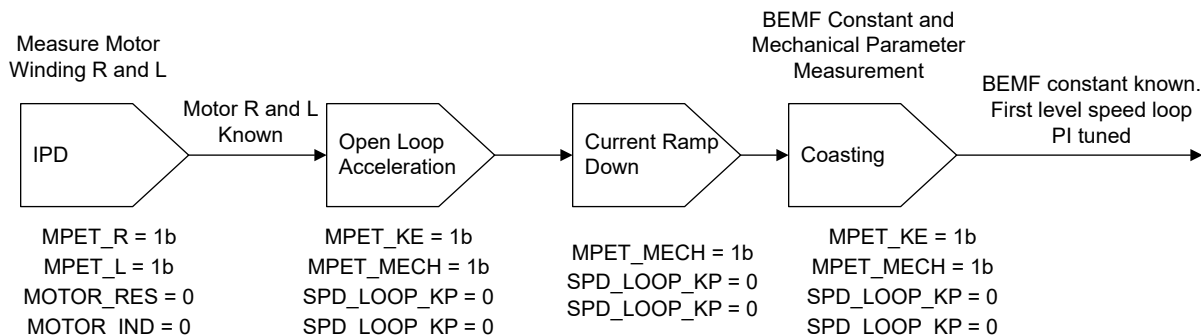 Measure Motor
Winding R and L
IPD
MPET_R = 1b
MPET_L = 1b
MOTOR_RES = 0
MOTOR_IND = 0
Motor R and L
Known
Open Loop
Acceleration
MPET_KE = 1b
MPET_MECH = 1b
SPD_LOOP_KP = 0
SPD_LOOP_KP = 0
Current Ramp
Down
MPET_MECH = 1b
SPD_LOOP_KP = 0
SPD_LOOP_KP = 0
BEMF Constant and
Mechanical Parameter
Measurement
Coasting
MPET_KE = 1b
MPET_MECH = 1b
SPD_LOOP_KP = 0
SPD_LOOP_KP = 0
BEMF constant known.
First level speed loop
PI tuned